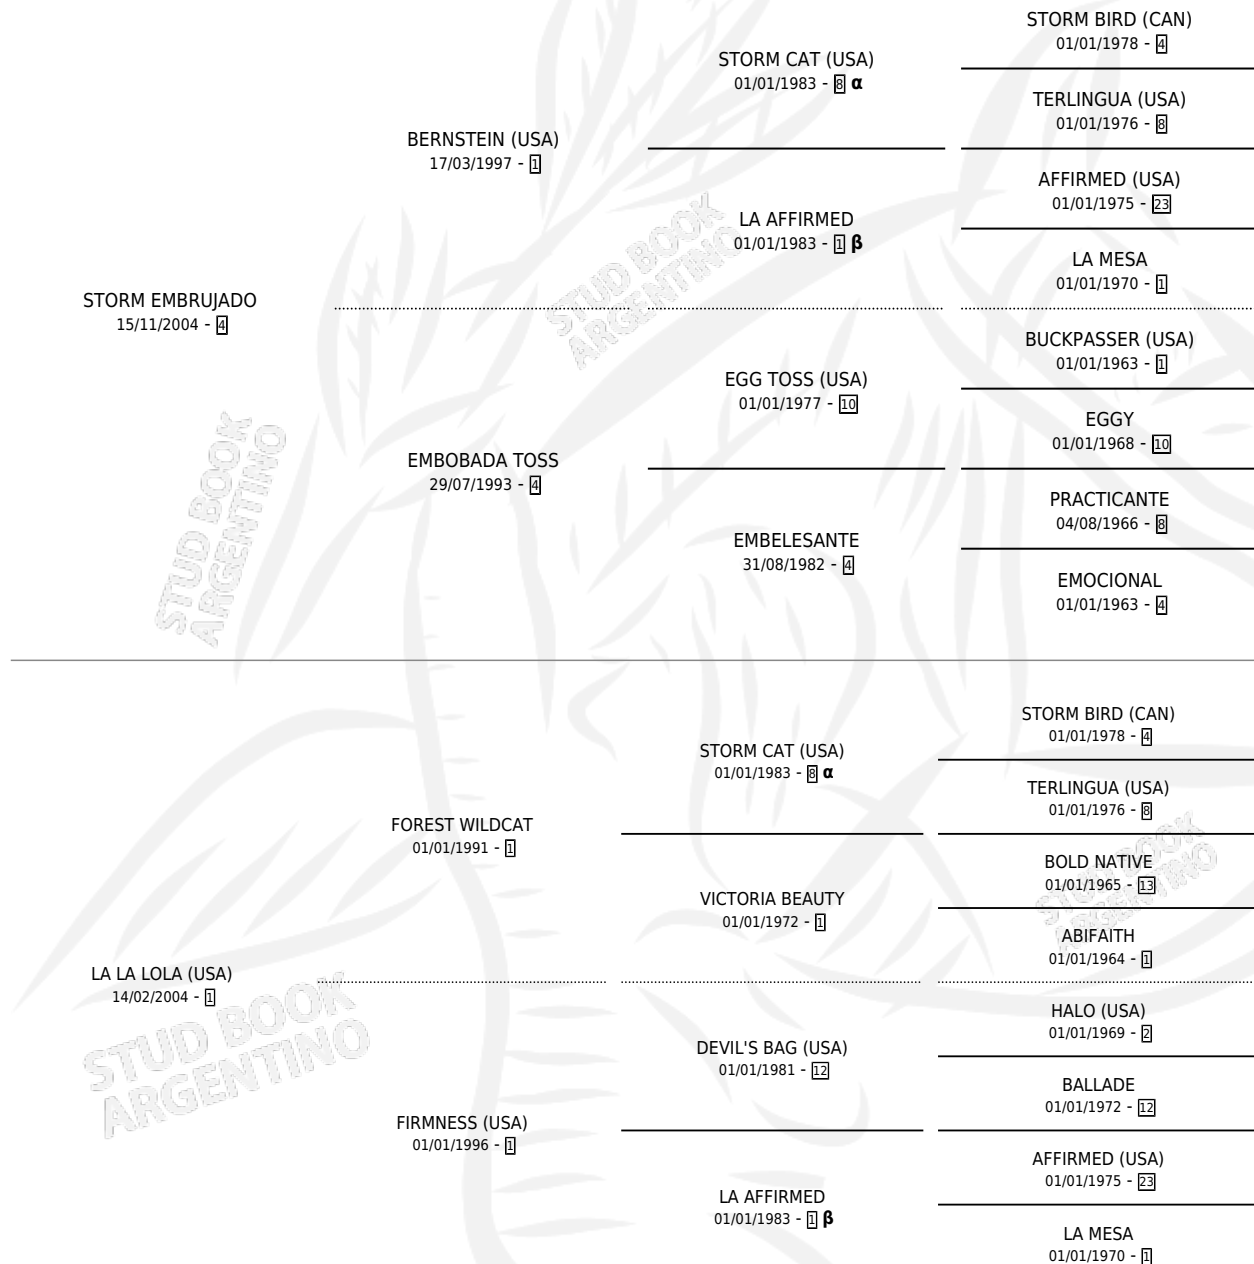 STORM BIRD (CAN)
01/01/1978 - 4
STORM CAT (USA)
01/01/1983 - 8 α
TERLINGUA (USA)
01/01/1976 - 8
BERNSTEIN (USA)
17/03/1997 - 1
AFFIRMED (USA)
01/01/1975 - 23
LA AFFIRMED
01/01/1983 - 1 β
LA MESA
01/01/1970 - 1
STORM EMBRUJADO
15/11/2004 - 4
BUCKPASSER (USA)
01/01/1963 - 1
EGG TOSS (USA)
01/01/1977 - 10
EGGY
01/01/1968 - 10
EMBOBADA TOSS
29/07/1993 - 4
PRACTICANTE
04/08/1966 - 8
EMBELESANTE
31/08/1982 - 4
EMOCIONAL
01/01/1963 - 4
STORM BIRD (CAN)
01/01/1978 - 4
STORM CAT (USA)
01/01/1983 - 8 α
TERLINGUA (USA)
01/01/1976 - 8
FOREST WILDCAT
01/01/1991 - 1
BOLD NATIVE
01/01/1965 - 13
VICTORIA BEAUTY
01/01/1972 - 1
ABIFAITH
01/01/1964 - 1
LA LA LOLA (USA)
14/02/2004 - 1
HALO (USA)
01/01/1969 - 2
DEVIL'S BAG (USA)
01/01/1981 - 12
BALLADE
01/01/1972 - 12
FIRMNESS (USA)
01/01/1996 - 1
AFFIRMED (USA)
01/01/1975 - 23
LA AFFIRMED
01/01/1983 - 1 β
LA MESA
01/01/1970 - 1
STUD BOOK
ARGENTINO
STUD BOOK
ARGENTINO
STUD BOOK
ARGENTINO
STUD BOOK
ARGENTINO